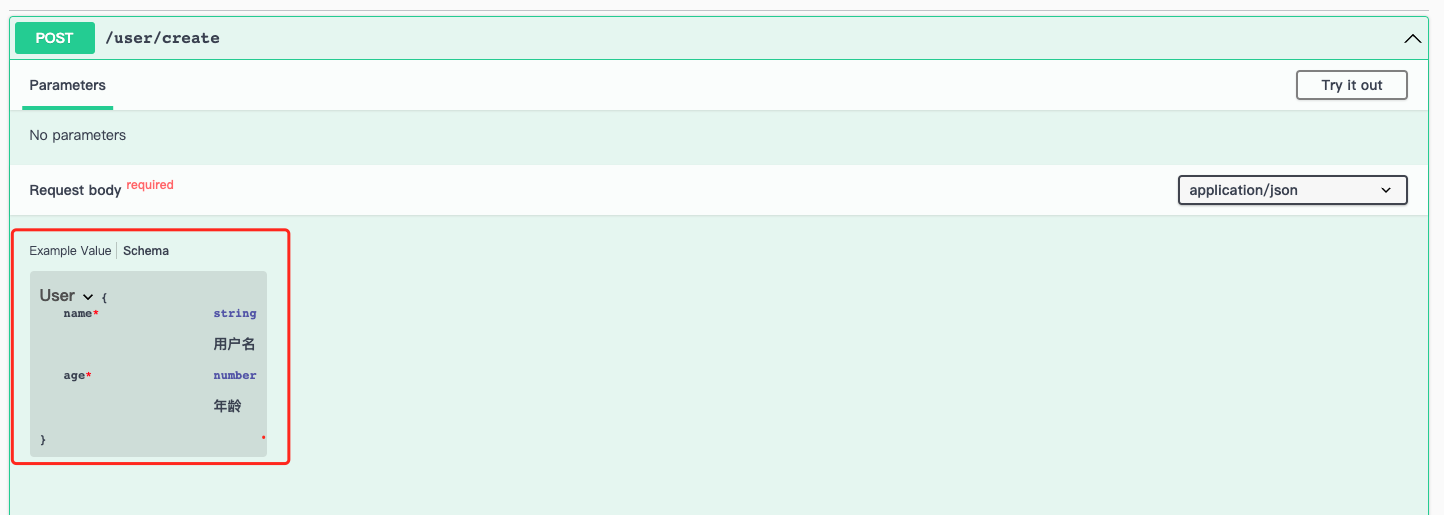 POST /user/create
Parameters Try it out
No parameters
Request body required application/json
Example Value Schema
User {
name* string
用户名
age* number
年龄
}